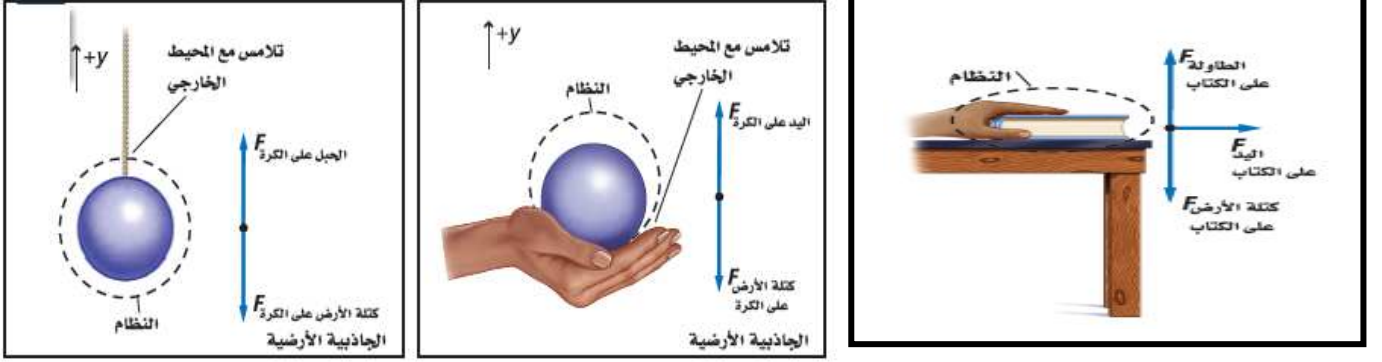 +y
تلامس مع المحيط
الخارجي
F الحبل على الكرة
F كتلة الأرض على الكرة
النظام
الجاذبية الأرضية
+y
تلامس مع المحيط
الخارجي
النظام
F اليد على الكرة
F كتلة الأرض
على الكرة
الجاذبية الأرضية
النظام
F الطاولة
على الكتاب
F اليد
على الكتاب
F كتلة الأرض
على الكتاب